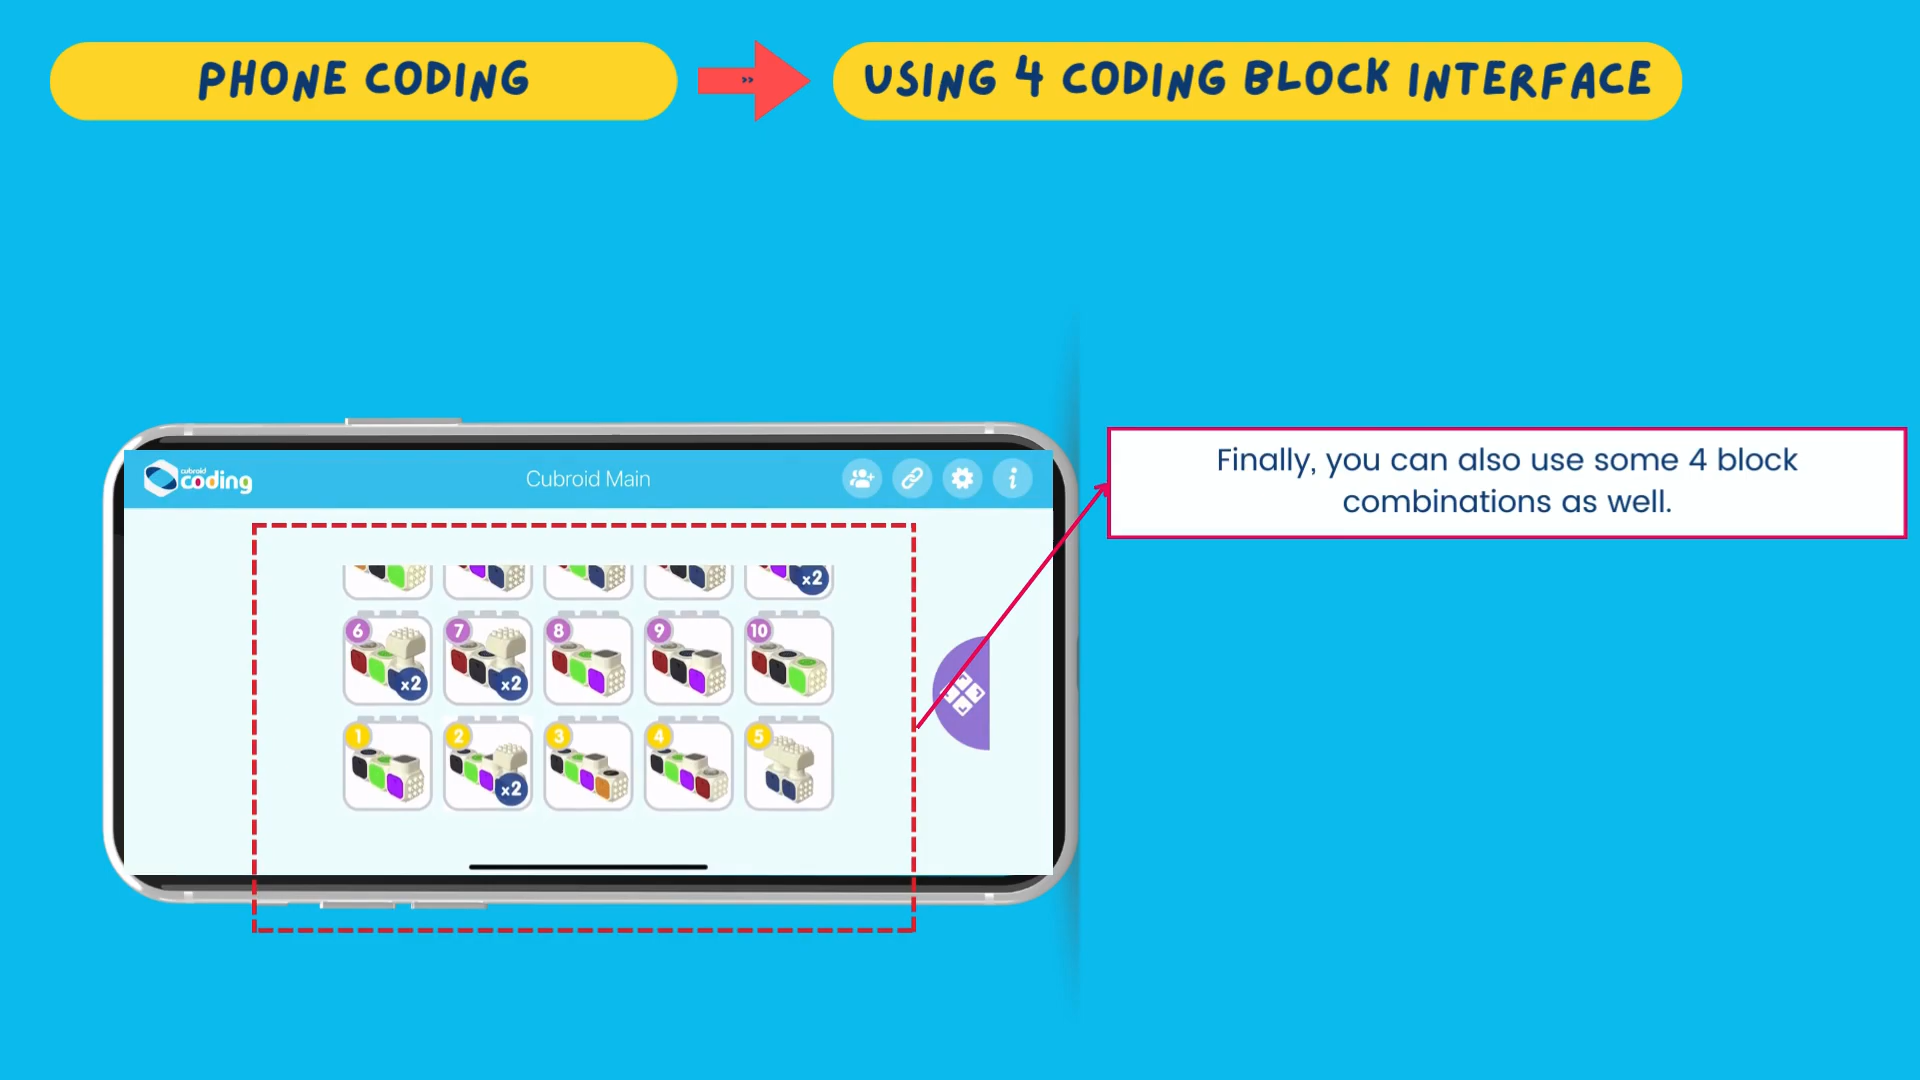 PHONE CODING
»
USING 4 CODING BLOCK INTERFACE
cubroid
coding
Cubroid Main
i
Finally, you can also use some 4 block
combinations as well.
x2
6
7
8
9
10
x2
x2
1
2
3
4
5
x2